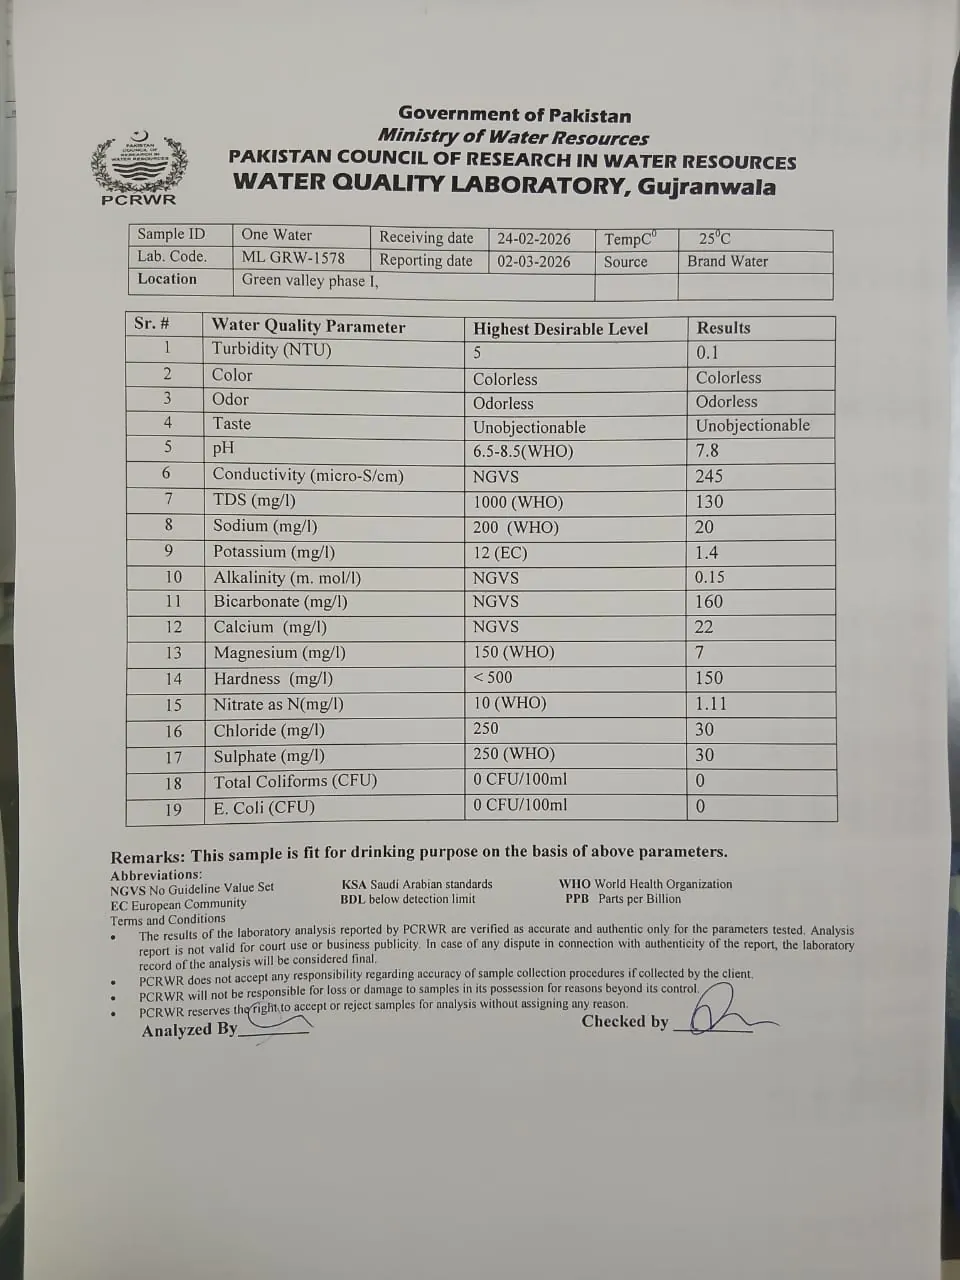 Government of Pakistan
Ministry of Water Resources
PAKISTAN COUNCIL OF RESEARCH IN WATER RESOURCES
WATER QUALITY LABORATORY, Gujranwala
PAKISTAN COUNCIL OF RESEARCH IN WATER RESOURCES
PCRWR
Sample ID One Water Receiving date 24-02-2026 TempC⁰ 25⁰C
Lab. Code. ML GRW-1578 Reporting date 02-03-2026 Source Brand Water
Location Green valley phase I,
Sr. # Water Quality Parameter Highest Desirable Level Results
1 Turbidity (NTU) 5 0.1
2 Color Colorless Colorless
3 Odor Odorless Odorless
4 Taste Unobjectionable Unobjectionable
5 pH 6.5-8.5(WHO) 7.8
6 Conductivity (micro-S/cm) NGVS 245
7 TDS (mg/l) 1000 (WHO) 130
8 Sodium (mg/l) 200 (WHO) 20
9 Potassium (mg/l) 12 (EC) 1.4
10 Alkalinity (m. mol/l) NGVS 0.15
11 Bicarbonate (mg/l) NGVS 160
12 Calcium (mg/l) NGVS 22
13 Magnesium (mg/l) 150 (WHO) 7
14 Hardness (mg/l) < 500 150
15 Nitrate as N(mg/l) 10 (WHO) 1.11
16 Chloride (mg/l) 250 30
17 Sulphate (mg/l) 250 (WHO) 30
18 Total Coliforms (CFU) 0 CFU/100ml 0
19 E. Coli (CFU) 0 CFU/100ml 0
Remarks: This sample is fit for drinking purpose on the basis of above parameters.
Abbreviations:
NGVS No Guideline Value Set KSA Saudi Arabian standards WHO World Health Organization
EC European Community BDL below detection limit PPB Parts per Billion
Terms and Conditions
• The results of the laboratory analysis reported by PCRWR are verified as accurate and authentic only for the parameters tested. Analysis
report is not valid for court use or business publicity. In case of any dispute in connection with authenticity of the report, the laboratory
record of the analysis will be considered final.
• PCRWR does not accept any responsibility regarding accuracy of sample collection procedures if collected by the client.
• PCRWR will not be responsible for loss or damage to samples in its possession for reasons beyond its control.
• PCRWR reserves the right to accept or reject samples for analysis without assigning any reason.
Analyzed By Checked by